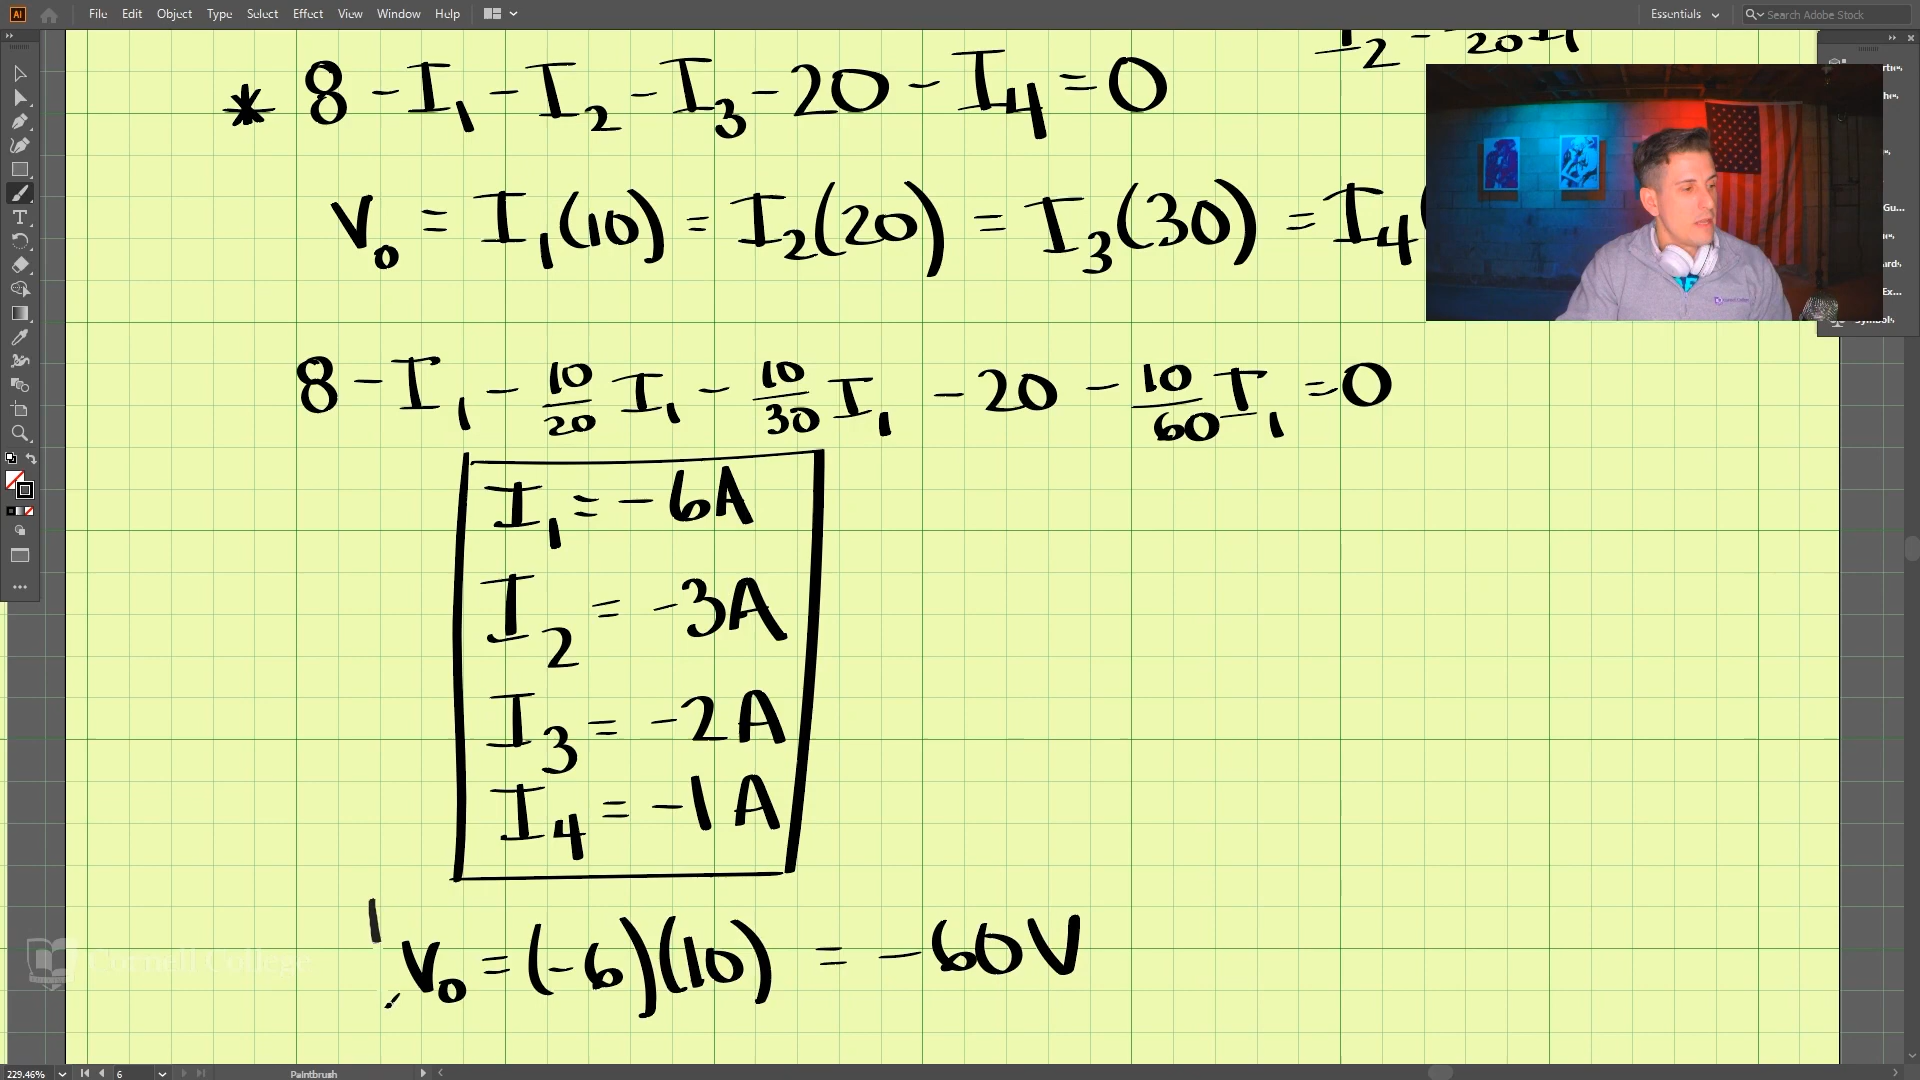 Ai File Edit Object Type Select Effect View Window Help Essentials Search Adobe Stock
* 8 - I₁ - I₂ - I₃ - 20 - I₄ = 0
V₀ = I₁(10) = I₂(20) = I₃(30) = I₄(
8 - I₁ - 10/20 I₁ - 10/30 I₁ - 20 - 10/60 I₁ = 0
I₁ = -6A
I₂ = -3A
I₃ = -2A
I₄ = -1A
V₀ = (-6)(10) = -60V
Cornell College
229.46% 6 Paintbrush